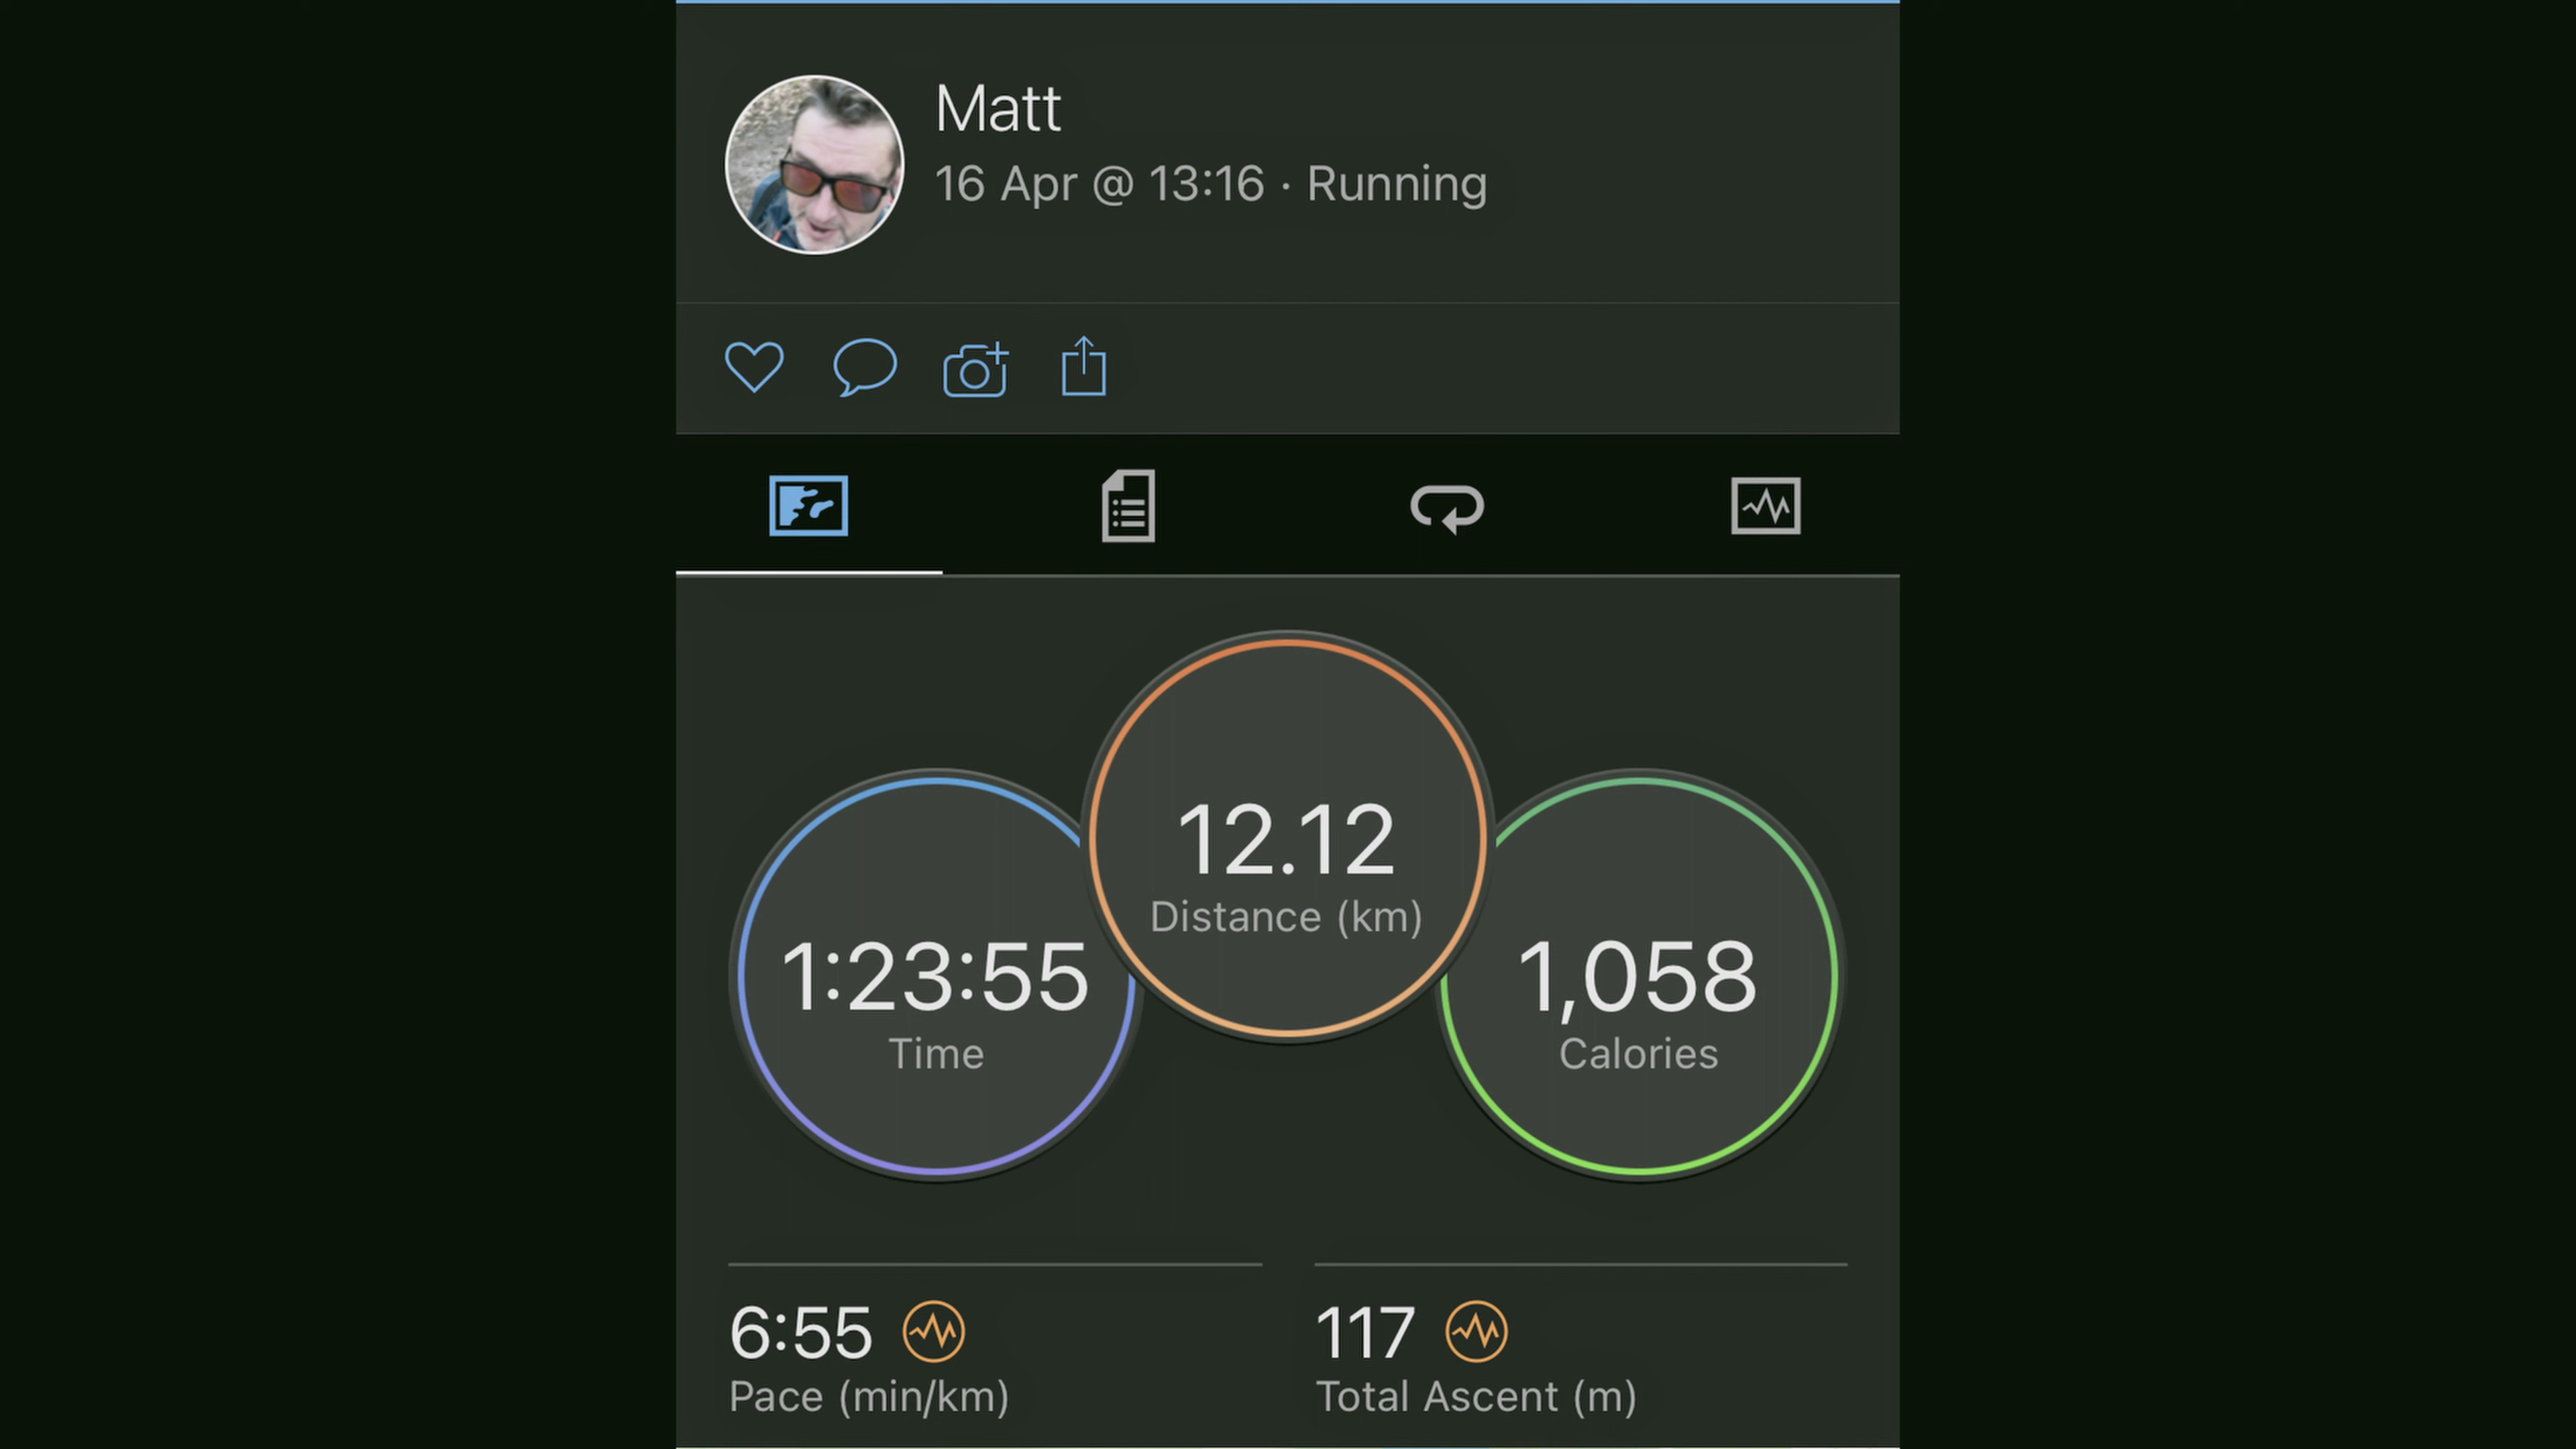 Matt
16 Apr @ 13:16 · Running
12.12
Distance (km)
1:23:55
Time
1,058
Calories
6:55
Pace (min/km)
117
Total Ascent (m)